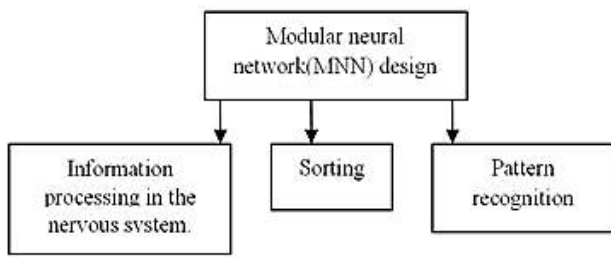 Modular neural
network(MNN) design
Information
processing in the
nervous system.
Sorting
Pattern
recognition